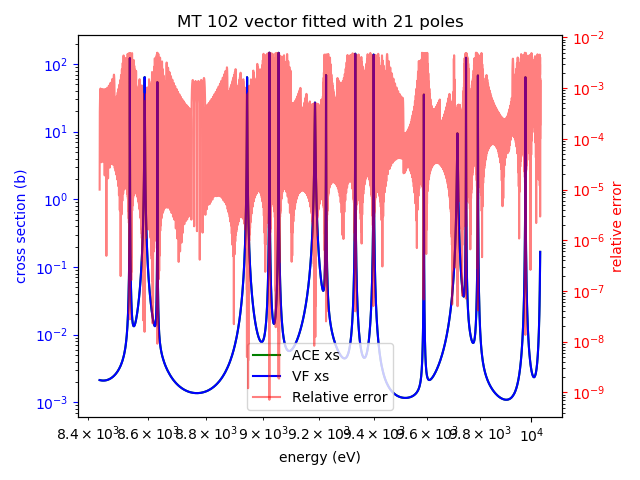 MT 102 vector fitted with 21 poles
cross section (b)
10²
10¹
10⁰
10⁻¹
10⁻²
10⁻³
10⁻²
10⁻³
10⁻⁴
10⁻⁵
10⁻⁶
10⁻⁷
10⁻⁸
10⁻⁹
relative error
ACE xs
VF xs
Relative error
8.4 × 10³ 8.6 × 10³ 8.8 × 10³ 9 × 10³ 9.2 × 10³ 9.4 × 10³ 9.6 × 10³ 9.8 × 10³ 10⁴
energy (eV)